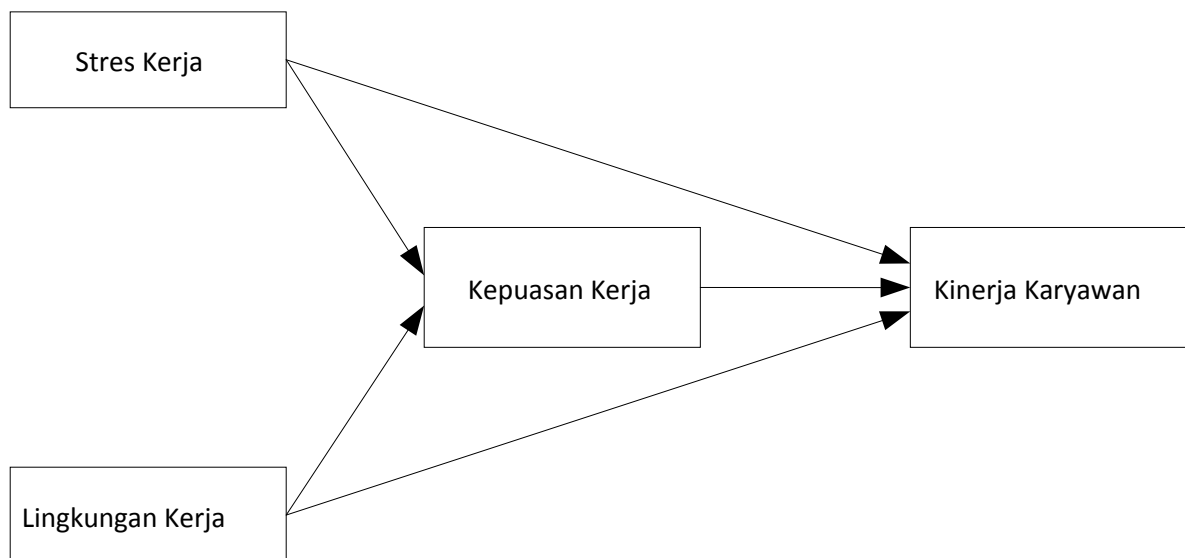 Stres Kerja
Kepuasan Kerja
Kinerja Karyawan
Lingkungan Kerja